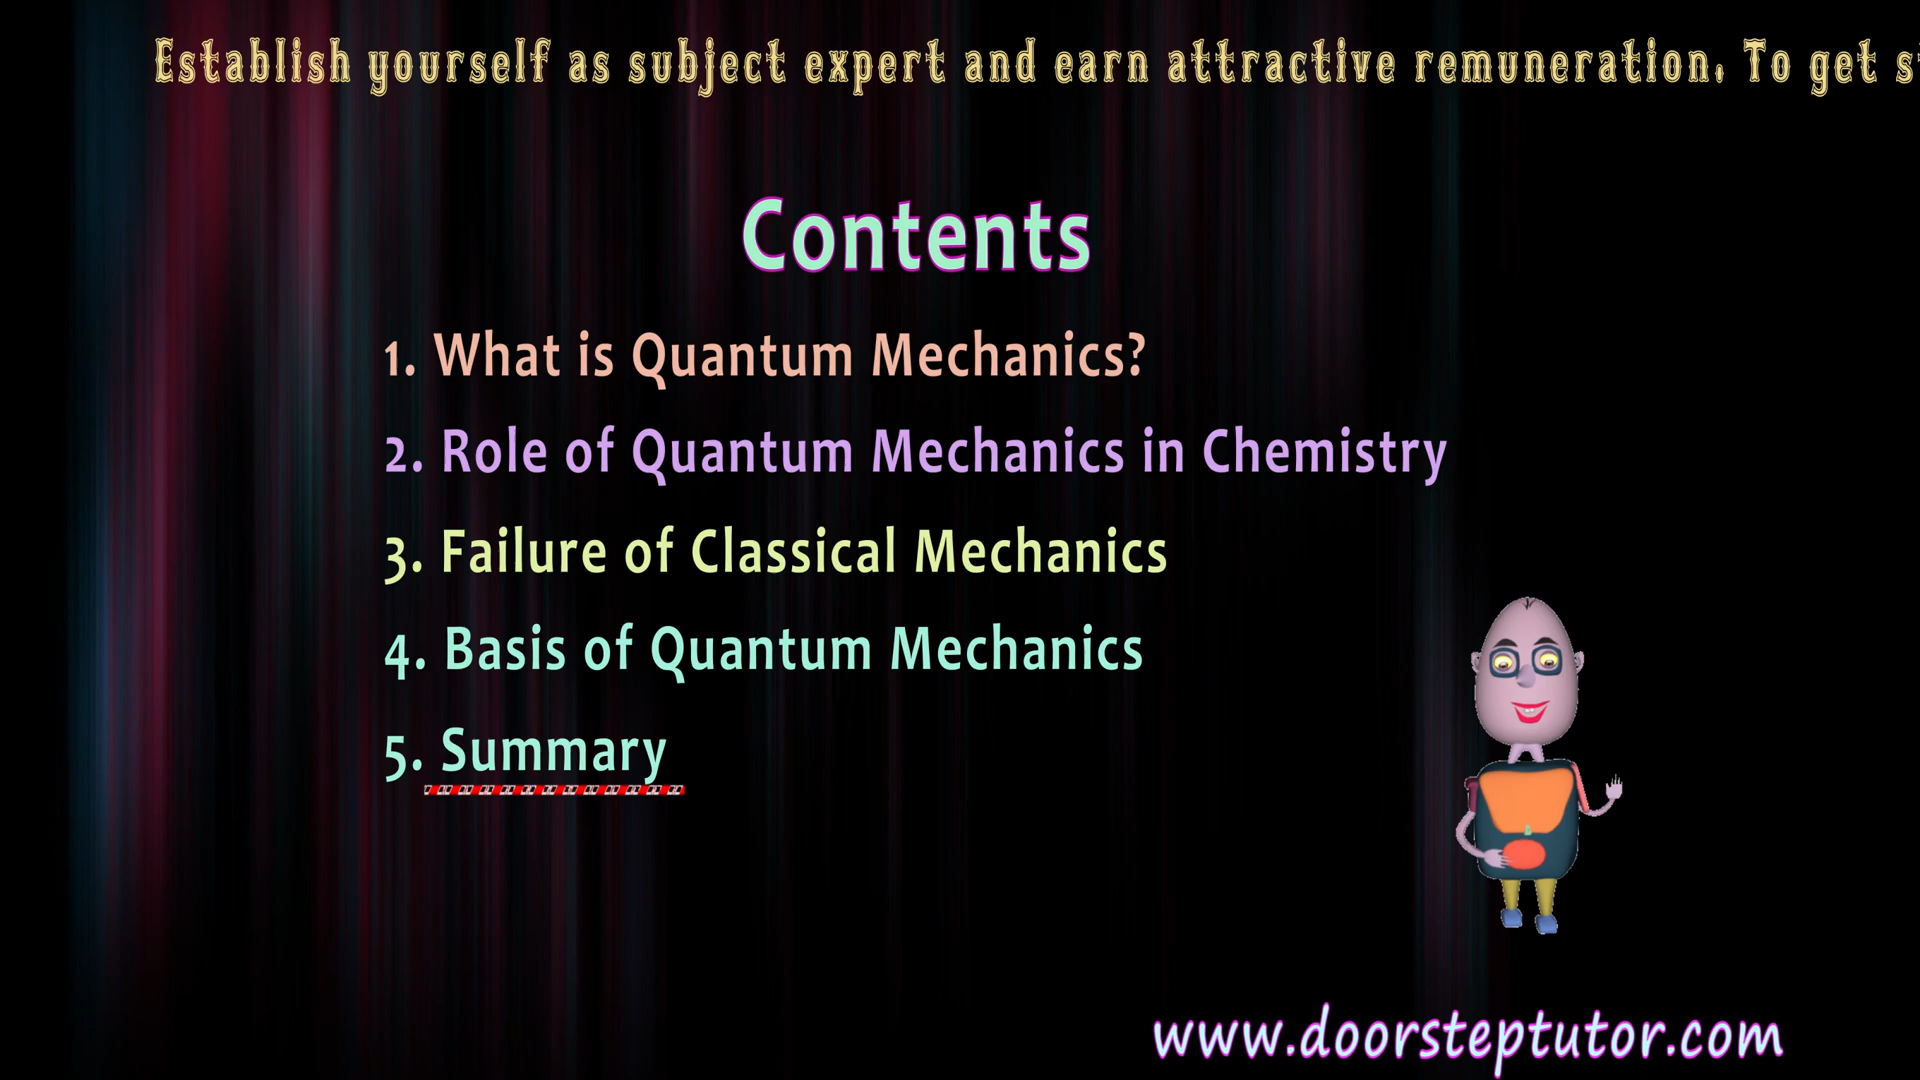 Establish yourself as subject expert and earn attractive remuneration. To get
Contents
1. What is Quantum Mechanics?
2. Role of Quantum Mechanics in Chemistry
3. Failure of Classical Mechanics
4. Basis of Quantum Mechanics
5. Summary
www.doorsteptutor.com